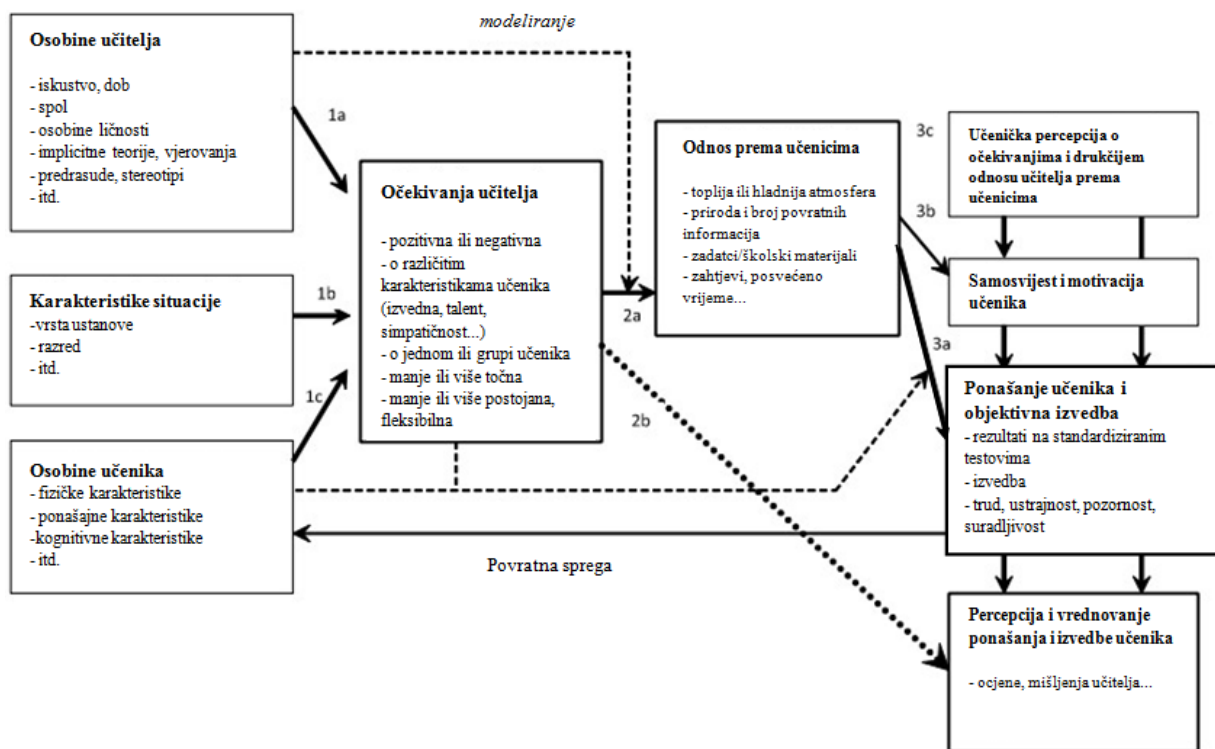 modeliranje
Osobine učitelja
- iskustvo, dob
- spol
- osobine ličnosti
- implicitne teorije, vjerovanja
- predrasude, stereotipi
- itd.
1a
Karakteristike situacije
-vrsta ustanove
- razred
- itd.
1b
Osobine učenika
- fizičke karakteristike
- ponašajne karakteristike
-kognitivne karakteristike
- itd.
1c
Očekivanja učitelja
- pozitivna ili negativna
- o različitim
karakteristikama učenika
(izvedna, talent,
simpatičnost...)
- o jednom ili grupi učenika
- manje ili više točna
- manje ili više postojana,
fleksibilna
2a
2b
Odnos prema učenicima
- toplija ili hladnija atmosfera
- priroda i broj povratnih
informacija
- zadatci/školski materijali
- zahtjevi, posvećeno
vrijeme...
3c
3b
3a
Učenička percepcija o
očekivanjima i drukčijem
odnosu učitelja prema
učenicima
Samosvijest i motivacija
učenika
Ponašanje učenika i
objektivna izvedba
- rezultati na standardiziranim
testovima
- izvedba
- trud, ustrajnost, pozornost,
suradljivost
Povratna sprega
Percepcija i vrednovanje
ponašanja i izvedbe učenika
- ocjene, mišljenja učitelja...